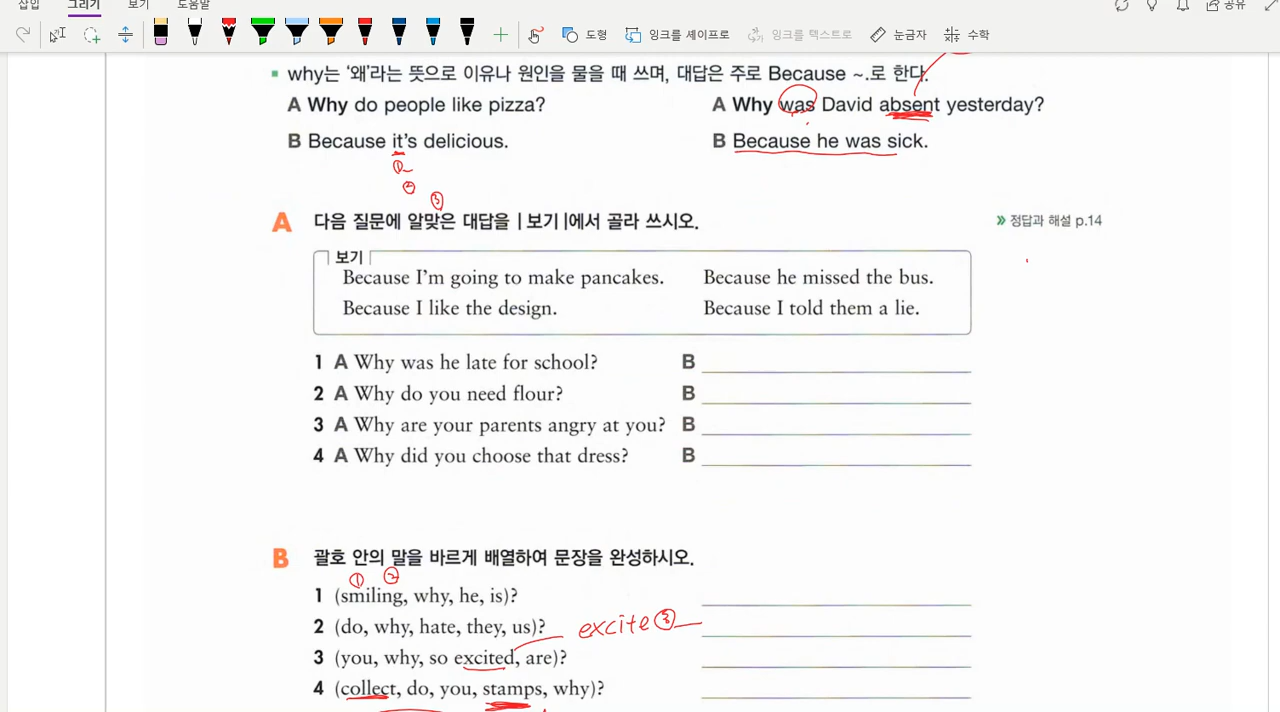 삽입 그리기 보기 도움말 공유
도형 잉크를 셰이프로 잉크를 텍스트로 눈금자 수학
▪ why는 '왜'라는 뜻으로 이유나 원인을 물을 때 쓰며, 대답은 주로 Because ~.로 한다.
A Why do people like pizza? A Why was David absent yesterday?
B Because it's delicious. B Because he was sick.
①
②
③
A 다음 질문에 알맞은 대답을 | 보기 |에서 골라 쓰시오. » 정답과 해설 p.14
보기
Because I'm going to make pancakes. Because he missed the bus.
Because I like the design. Because I told them a lie.
1 A Why was he late for school? B
2 A Why do you need flour? B
3 A Why are your parents angry at you? B
4 A Why did you choose that dress? B
B 괄호 안의 말을 바르게 배열하여 문장을 완성하시오.
① ②
1 (smiling, why, he, is)?
2 (do, why, hate, they, us)? excite ③
3 (you, why, so excited, are)?
4 (collect, do, you, stamps, why)?